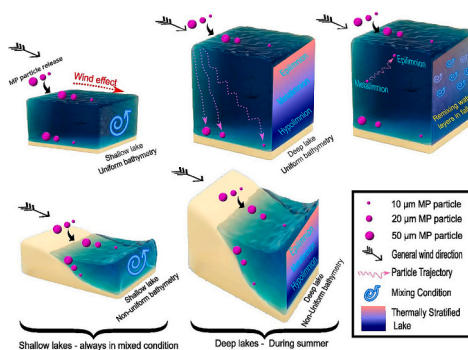 MP particle release
Wind effect
Shallow lake
Uniform bathymetry
Epilimnion
Metalimnion
Hypolimnion
Deep lake
Uniform bathymetry
Epilimnion
Metalimnion
Remixing
layers in fall
Shallow lake
Non-uniform bathymetry
Shallow lakes - always in mixed condition
Deep lake
Non-Uniform bathymetry
Deep lakes - During summer
10 µm MP particle
20 µm MP particle
50 µm MP particle
General wind direction
Particle Trajectory
Mixing Condition
Thermally Stratified
Lake